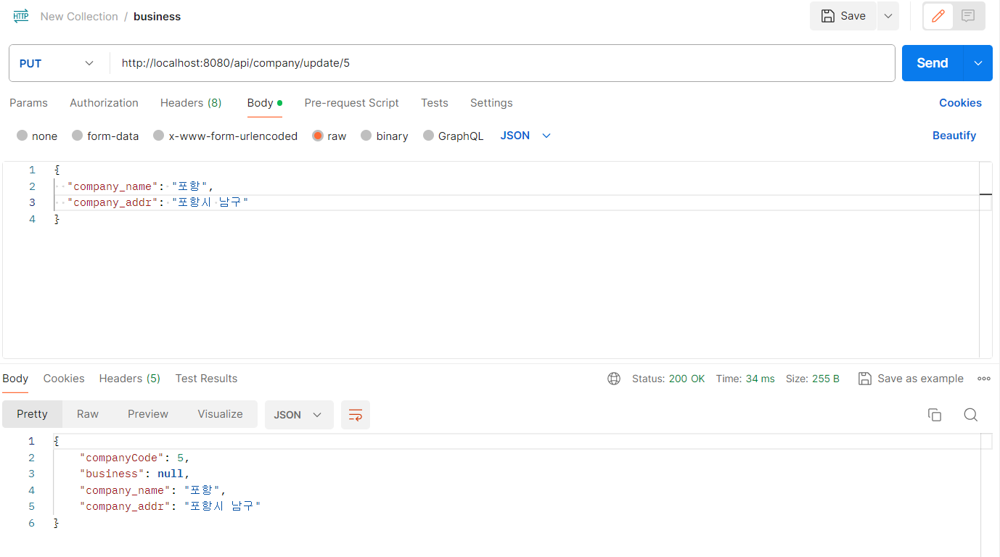 HTTP New Collection / business Save
PUT http://localhost:8080/api/company/update/5 Send
Params Authorization Headers (8) Body Pre-request Script Tests Settings Cookies
none form-data x-www-form-urlencoded raw binary GraphQL JSON Beautify
1 {
2 "company_name": "포항",
3 "company_addr": "포항시 남구"
4 }
Body Cookies Headers (5) Test Results Status: 200 OK Time: 34 ms Size: 255 B Save as example
Pretty Raw Preview Visualize JSON
1 {
2 "companyCode": 5,
3 "business": null,
4 "company_name": "포항",
5 "company_addr": "포항시 남구"
6 }